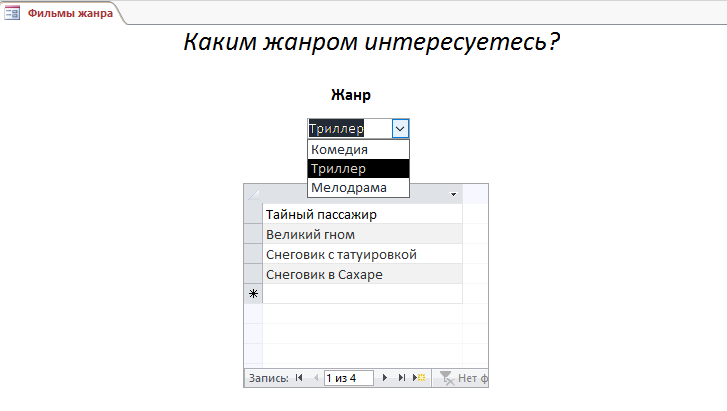 Фильмы жанра
Каким жанром интересуетесь?
Жанр
Триллер
Комедия
Триллер
Мелодрама
Тайный пассажир
Великий гном
Снеговик с татуировкой
Снеговик в Сахаре
Запись: 1 из 4 Нет ф